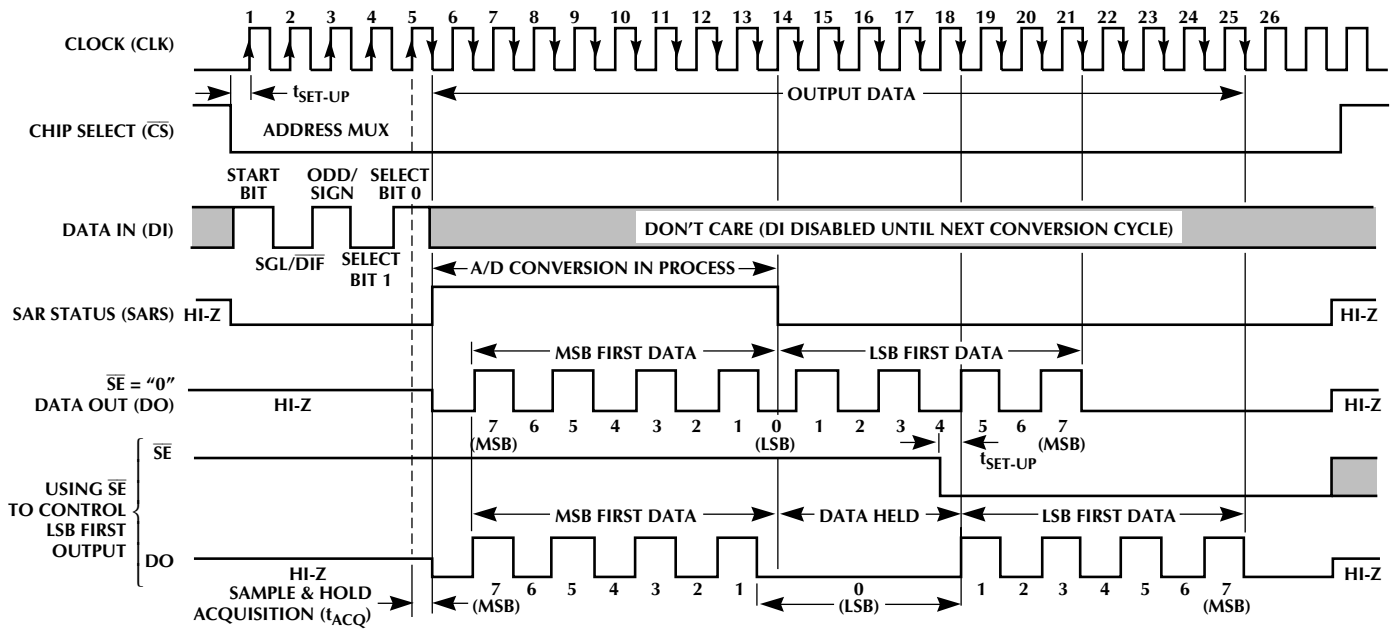 1 2 3 4 5 6 7 8 9 10 11 12 13 14 15 16 17 18 19 20 21 22 23 24 25 26
CLOCK (CLK)
tSET-UP
OUTPUT DATA
CHIP SELECT (C̅S̅)
ADDRESS MUX
START BIT
ODD/ SIGN
SELECT BIT 0
DATA IN (DI)
DON'T CARE (DI DISABLED UNTIL NEXT CONVERSION CYCLE)
SGL/D̅I̅F̅
SELECT BIT 1
A/D CONVERSION IN PROCESS
SAR STATUS (SARS)
HI-Z
HI-Z
MSB FIRST DATA
LSB FIRST DATA
S̅E̅ = “0”
DATA OUT (DO)
HI-Z
HI-Z
7 6 5 4 3 2 1 0 1 2 3 4 5 6 7
(MSB) (LSB) (MSB)
S̅E̅
tSET-UP
USING S̅E̅
TO CONTROL
LSB FIRST
OUTPUT
MSB FIRST DATA
DATA HELD
LSB FIRST DATA
DO
HI-Z
HI-Z
7 6 5 4 3 2 1 0 1 2 3 4 5 6 7
(MSB) (LSB) (MSB)
SAMPLE & HOLD
ACQUISITION (tACQ)